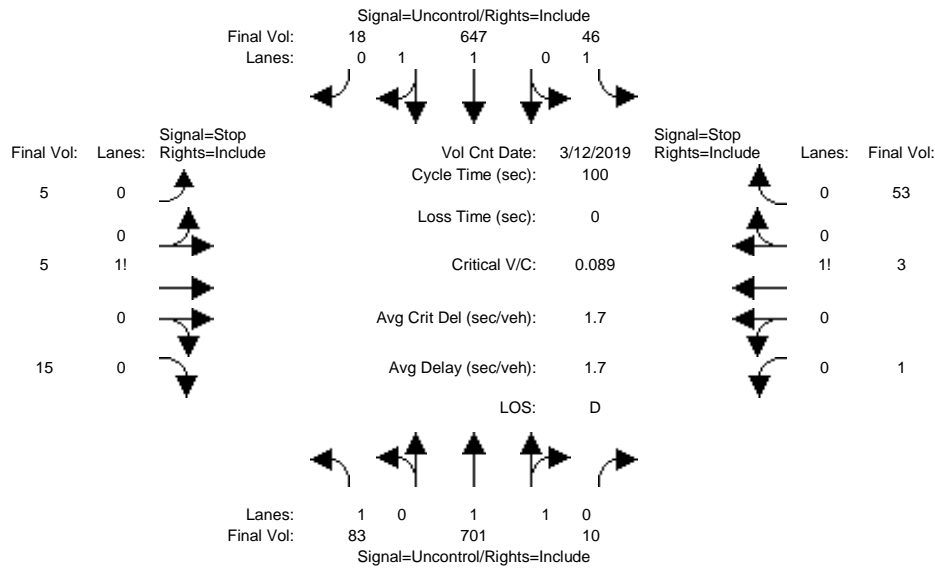 Signal=Uncontrol/Rights=Include
Final Vol: 18 647 46
Lanes: 0 1 1 0 1
Signal=Stop
Final Vol: Lanes: Rights=Include
Vol Cnt Date: 3/12/2019
Signal=Stop
Rights=Include Lanes: Final Vol:
Cycle Time (sec): 100
5 0
0 53
Loss Time (sec): 0
0
0
5 1!
Critical V/C: 0.089
1! 3
0
Avg Crit Del (sec/veh): 1.7
0
15 0
Avg Delay (sec/veh): 1.7
0 1
LOS: D
Lanes: 1 0 1 1 0
Final Vol: 83 701 10
Signal=Uncontrol/Rights=Include